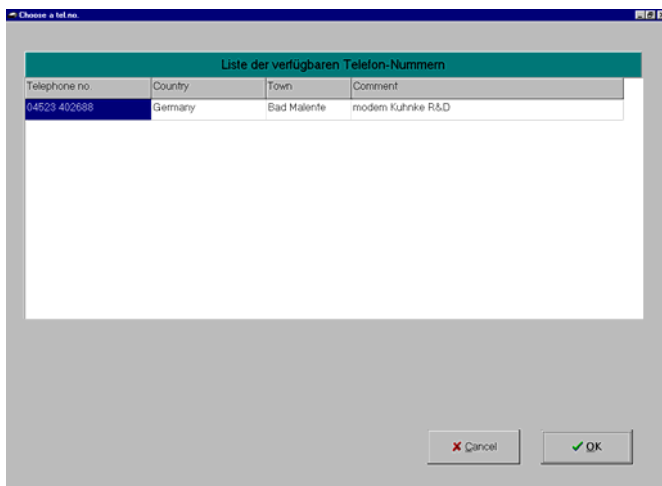 Choose a tel.no.
Liste der verfügbaren Telefon-Nummern
Telephone no. Country Town Comment
04523 402688 Germany Bad Malente modem Kuhnke R&D
Cancel OK